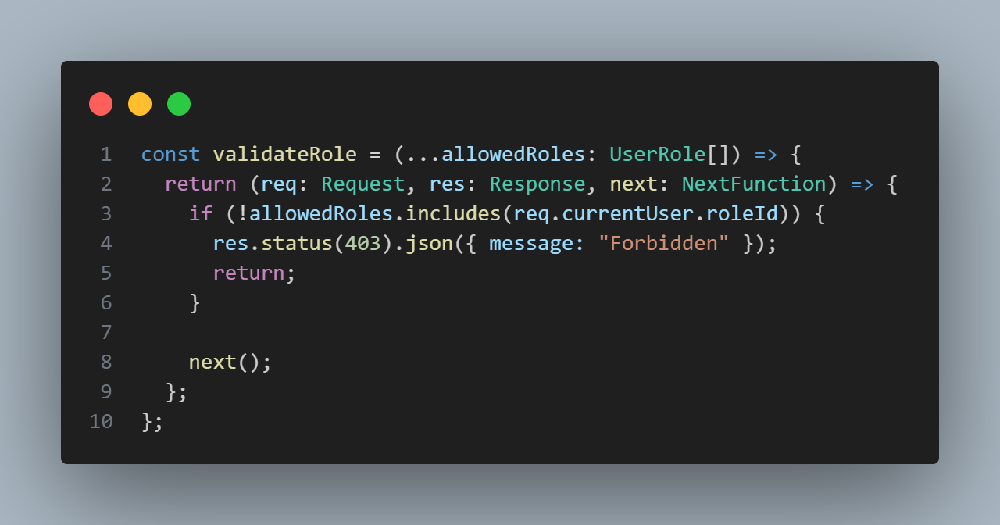 1 const validateRole = (...allowedRoles: UserRole[]) => {
2   return (req: Request, res: Response, next: NextFunction) => {
3     if (!allowedRoles.includes(req.currentUser.roleId)) {
4       res.status(403).json({ message: "Forbidden" });
5       return;
6     }
7
8     next();
9   };
10 };